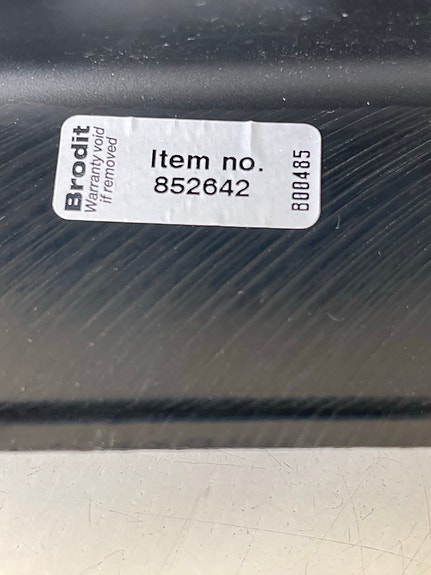 Brodit
Warranty void
if removed
Item no.
852642
B00485